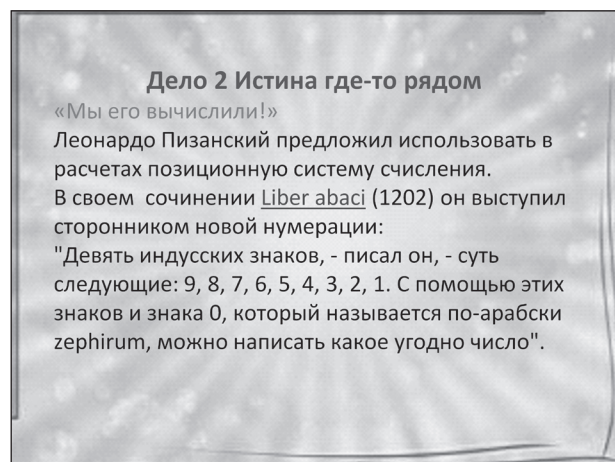 Дело 2 Истина где-то рядом
«Мы его вычислили!»
Леонардо Пизанский предложил использовать в
расчетах позиционную систему счисления.
В своем сочинении Liber abaci (1202) он выступил
сторонником новой нумерации:
"Девять индусских знаков, - писал он, - суть
следующие: 9, 8, 7, 6, 5, 4, 3, 2, 1. С помощью этих
знаков и знака 0, который называется по-арабски
zephirum, можно написать какое угодно число".